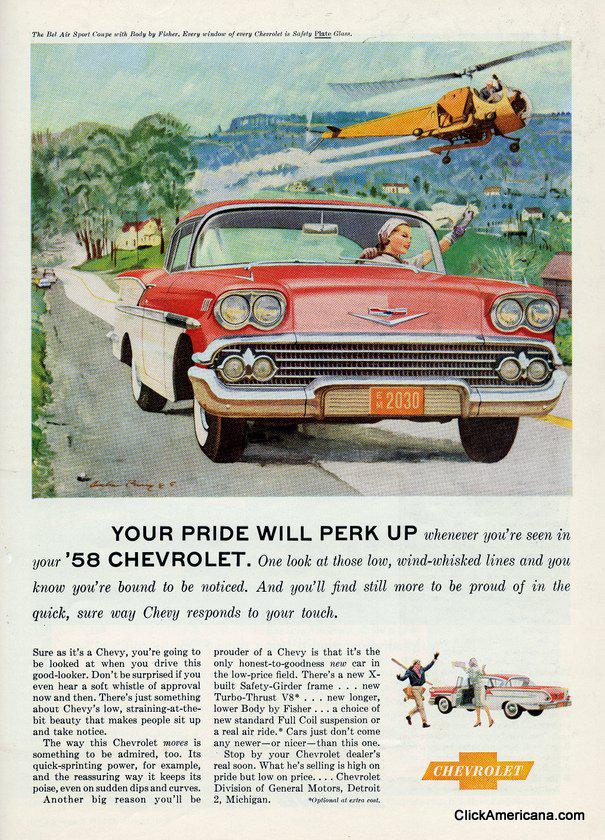 The Bel Air Sport Coupe with Body by Fisher. Every window of every Chevrolet is Safety Plate Glass.
E M 2030
YOUR PRIDE WILL PERK UP whenever you're seen in
your '58 CHEVROLET. One look at those low, wind-whisked lines and you
know you're bound to be noticed. And you'll find still more to be proud of in the
quick, sure way Chevy responds to your touch.
Sure as it's a Chevy, you're going to
be looked at when you drive this
good-looker. Don't be surprised if you
even hear a soft whistle of approval
now and then. There's just something
about Chevy's low, straining-at-the-
bit beauty that makes people sit up
and take notice.
The way this Chevrolet moves is
something to be admired, too. Its
quick-sprinting power, for example,
and the reassuring way it keeps its
poise, even on sudden dips and curves.
Another big reason you'll be
prouder of a Chevy is that it's the
only honest-to-goodness new car in
the low-price field. There's a new X-
built Safety-Girder frame . . . new
Turbo-Thrust V8* . . . new longer,
lower Body by Fisher . . . a choice of
new standard Full Coil suspension or
a real air ride.* Cars just don't come
any newer—or nicer—than this one.
Stop by your Chevrolet dealer's
real soon. What he's selling is high on
pride but low on price. . . . Chevrolet
Division of General Motors, Detroit
2, Michigan.
*Optional at extra cost.
CHEVROLET
ClickAmericana.com